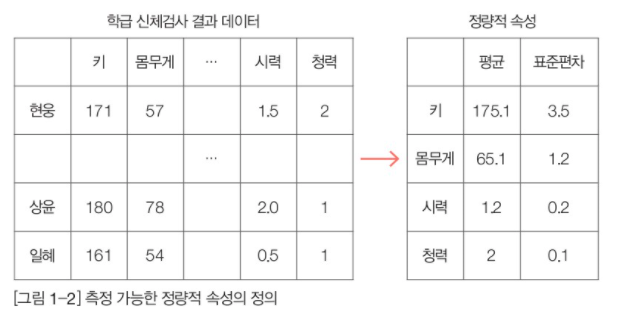 학급 신체검사 결과 데이터
키 몸무게 … 시력 청력
현웅 171 57 1.5 2
…
상윤 180 78 2.0 1
일혜 161 54 0.5 1
정량적 속성
평균 표준편차
키 175.1 3.5
몸무게 65.1 1.2
시력 1.2 0.2
청력 2 0.1
[그림 1-2] 측정 가능한 정량적 속성의 정의